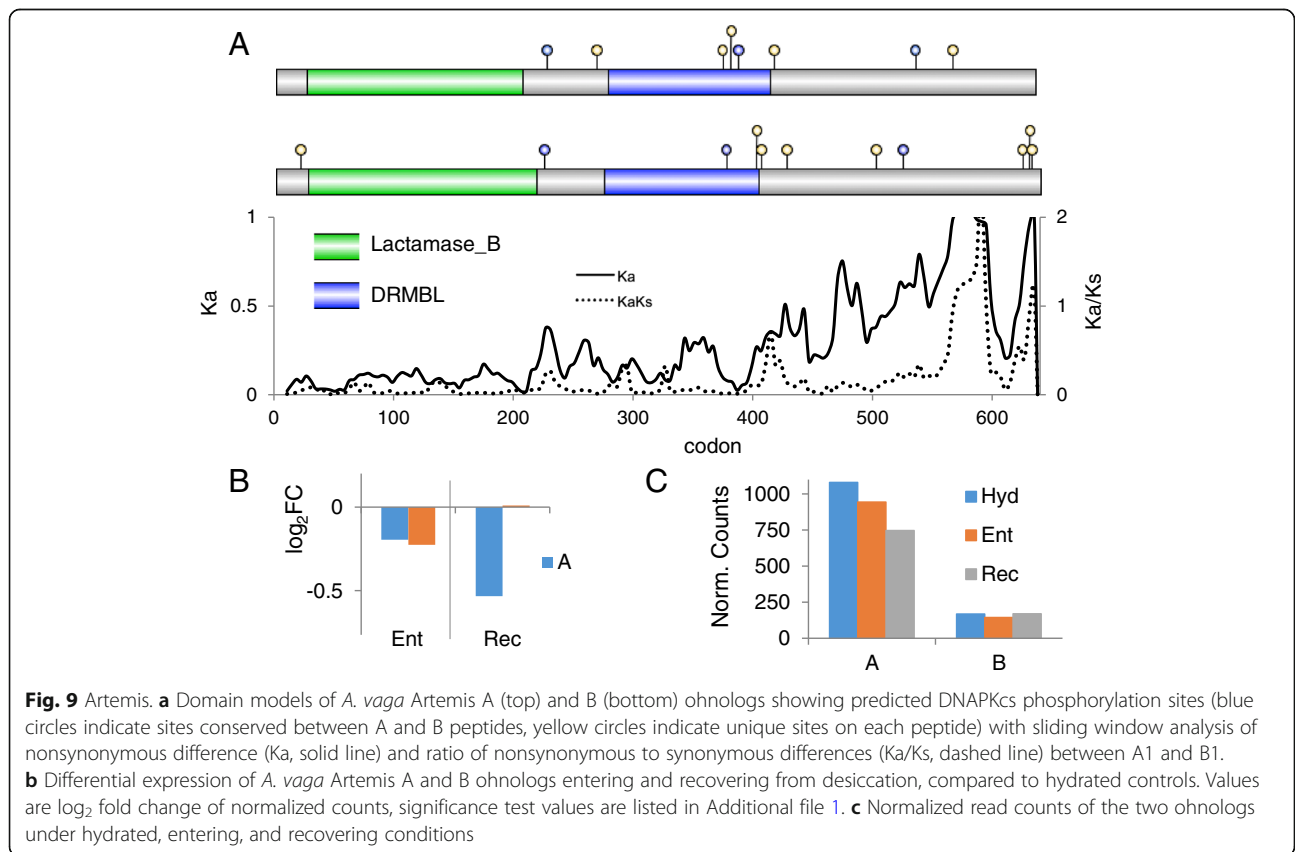 A
1
0.5
0
Ka
Lactamase_B
DRMBL
Ka
KaKs
2
1
0
Ka/Ks
0 100 200 300 400 500 600
codon
B
log₂FC
0
-0.5
Ent Rec
A
C
Norm. Counts
1000
750
500
250
0
Hyd
Ent
Rec
A B
Fig. 9 Artemis. a Domain models of A. vaga Artemis A (top) and B (bottom) ohnologs showing predicted DNAPKcs phosphorylation sites (blue
circles indicate sites conserved between A and B peptides, yellow circles indicate unique sites on each peptide) with sliding window analysis of
nonsynonymous difference (Ka, solid line) and ratio of nonsynonymous to synonymous differences (Ka/Ks, dashed line) between A1 and B1.
b Differential expression of A. vaga Artemis A and B ohnologs entering and recovering from desiccation, compared to hydrated controls. Values
are log₂ fold change of normalized counts, significance test values are listed in Additional file 1. c Normalized read counts of the two ohnologs
under hydrated, entering, and recovering conditions